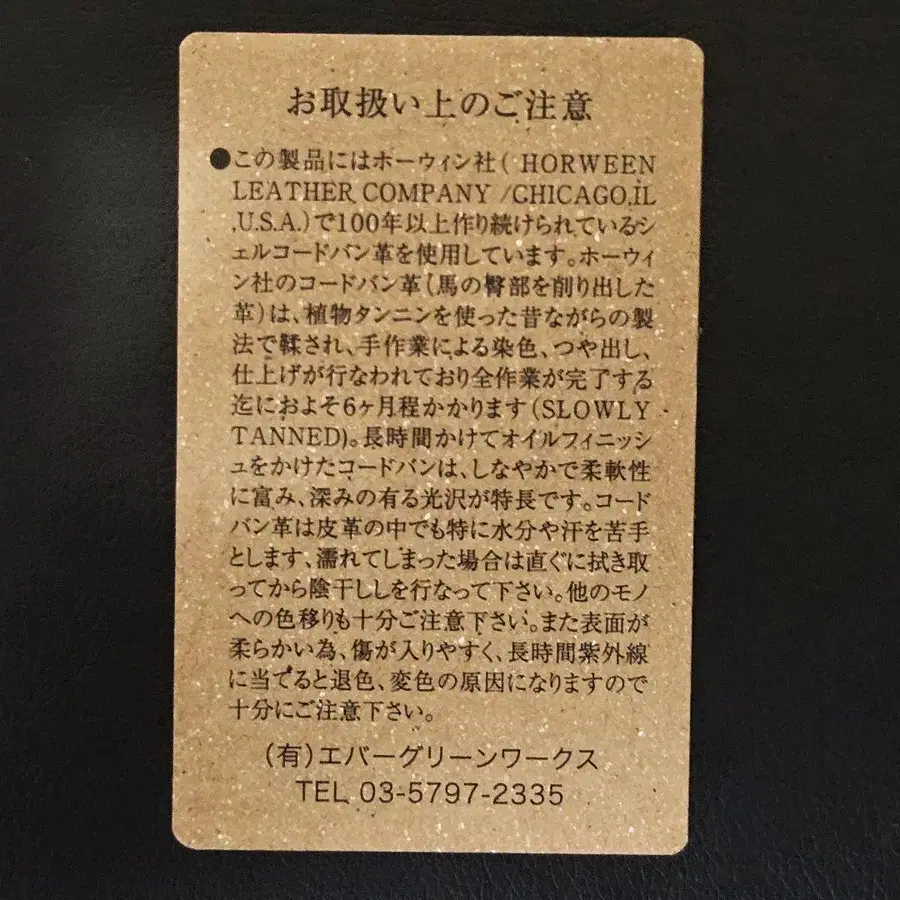 お取扱い上のご注意
●この製品にはホーウィン社( HORWEEN
LEATHER COMPANY /CHICAGO,IL
,U.S.A.)で100年以上作り続けられているシ
ェルコードバン革を使用しています。ホーウィ
ン社のコードバン革(馬の臀部を削り出した
革)は、植物タンニンを使った昔ながらの製
法で鞣され、手作業による染色、つや出し、
仕上げが行なわれており全作業が完了する
迄におよそ6ヶ月程かかります(SLOWLY
TANNED)。長時間かけてオイルフィニッシ
ュをかけたコードバンは、しなやかで柔軟性
に富み、深みの有る光沢が特長です。コード
バン革は皮革の中でも特に水分や汗を苦手
とします、濡れてしまった場合は直ぐに拭き取
ってから陰干ししを行なって下さい。他のモノ
への色移りも十分ご注意下さい。また表面が
柔らかい為、傷が入りやすく、長時間紫外線
に当てると退色、変色の原因になりますので
十分にご注意下さい。
(有)エバーグリーンワークス
TEL 03-5797-2335